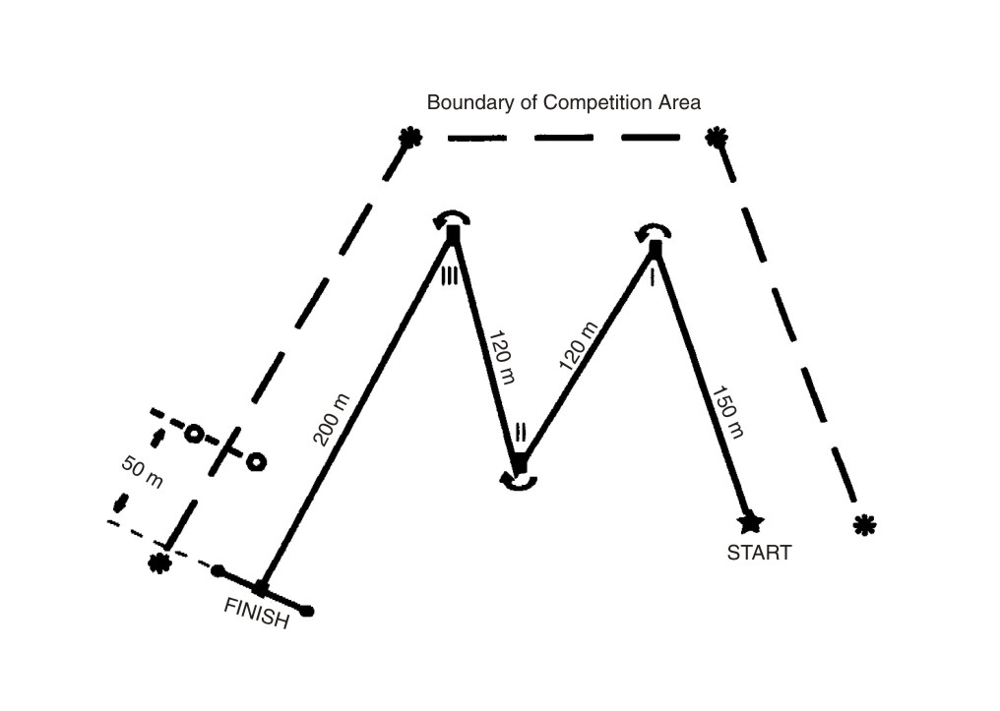 Boundary of Competition Area
III
I
120 m
120 m
200 m
150 m
II
50 m
START
FINISH